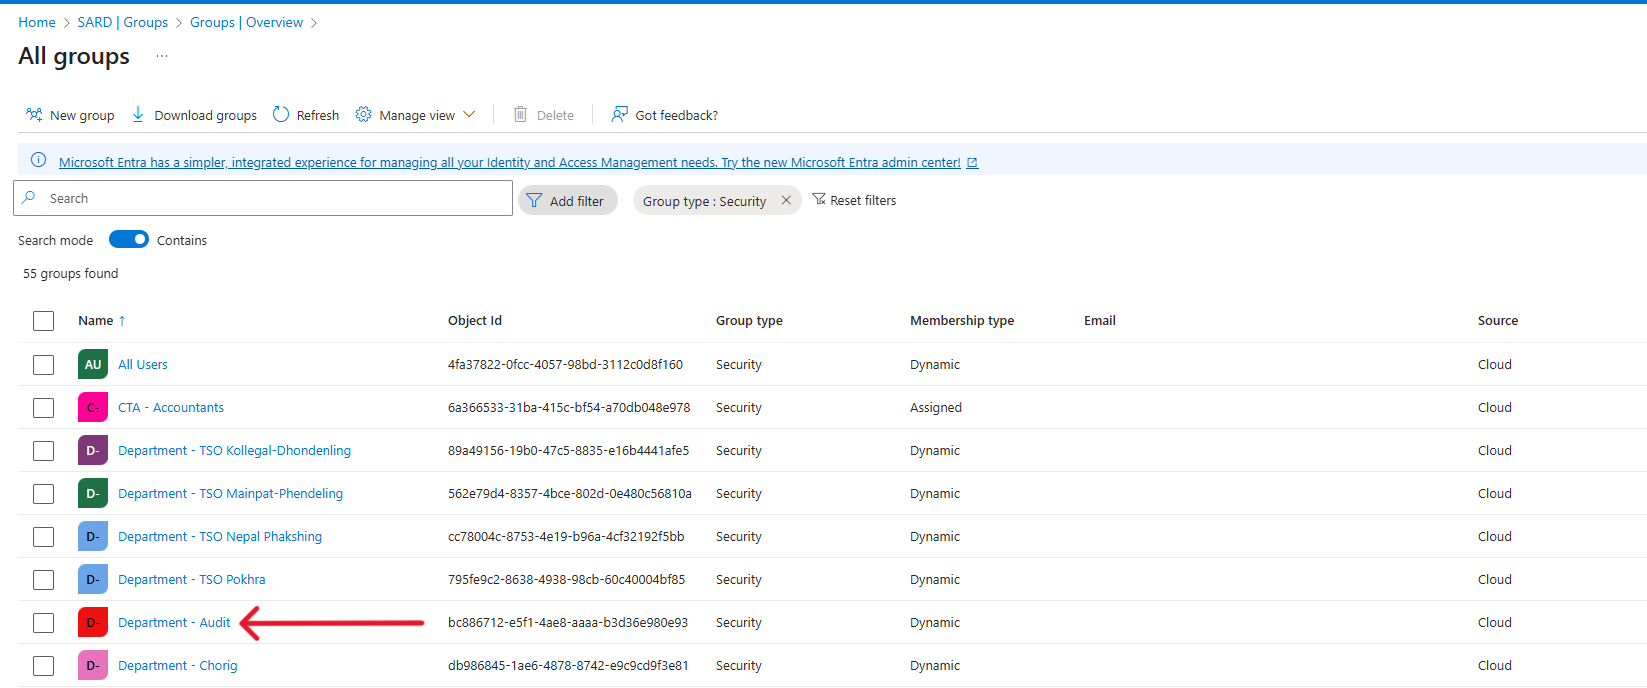 Home > SARD | Groups > Groups | Overview >
All groups ...
New group Download groups Refresh Manage view Delete Got feedback?
Microsoft Entra has a simpler, integrated experience for managing all your Identity and Access Management needs. Try the new Microsoft Entra admin center!
Search Add filter Group type : Security × Reset filters
Search mode Contains
55 groups found
Name ↑ Object Id Group type Membership type Email Source
AU All Users 4fa37822-0fcc-4057-98bd-3112c0d8f160 Security Dynamic Cloud
C- CTA - Accountants 6a366533-31ba-415c-bf54-a70db048e978 Security Assigned Cloud
D- Department - TSO Kollegal-Dhondenling 89a49156-19b0-47c5-8835-e16b4441afe5 Security Dynamic Cloud
D- Department - TSO Mainpat-Phendeling 562e79d4-8357-4bce-802d-0e480c56810a Security Dynamic Cloud
D- Department - TSO Nepal Phakshing cc78004c-8753-4e19-b96a-4cf32192f5bb Security Dynamic Cloud
D- Department - TSO Pokhra 795fe9c2-8638-4938-98cb-60c40004bf85 Security Dynamic Cloud
D- Department - Audit bc886712-e5f1-4ae8-aaaa-b3d36e980e93 Security Dynamic Cloud
D- Department - Chorig db986845-1ae6-4878-8742-e9c9cd9f3e81 Security Dynamic Cloud